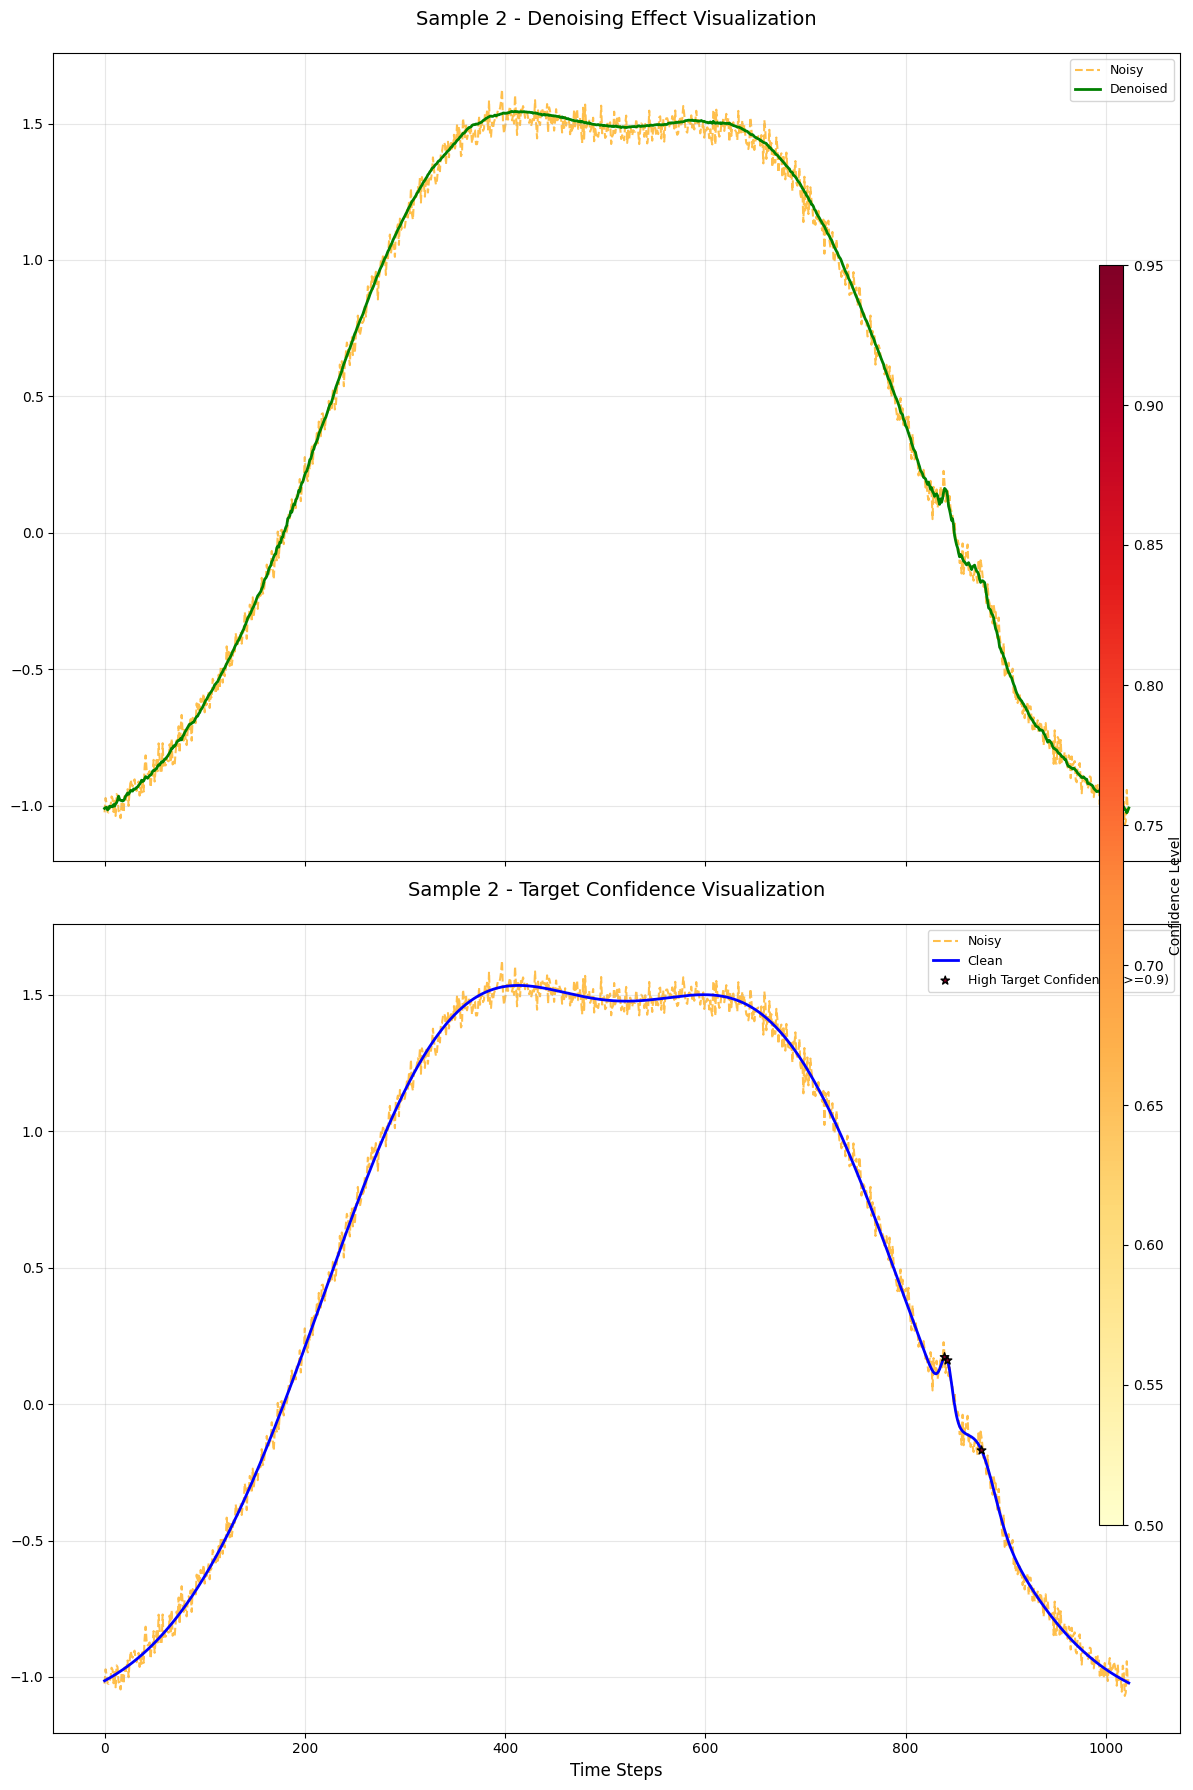 Sample 2 - Denoising Effect Visualization
Noisy
Denoised
1.5
1.0
0.5
0.0
−0.5
−1.0
0.95
0.90
0.85
0.80
0.75
0.70
0.65
0.60
0.55
0.50
Confidence Level
Sample 2 - Target Confidence Visualization
Noisy
Clean
High Target Confiden >=0.9)
1.5
1.0
0.5
0.0
−0.5
−1.0
0 200 400 600 800 1000
Time Steps